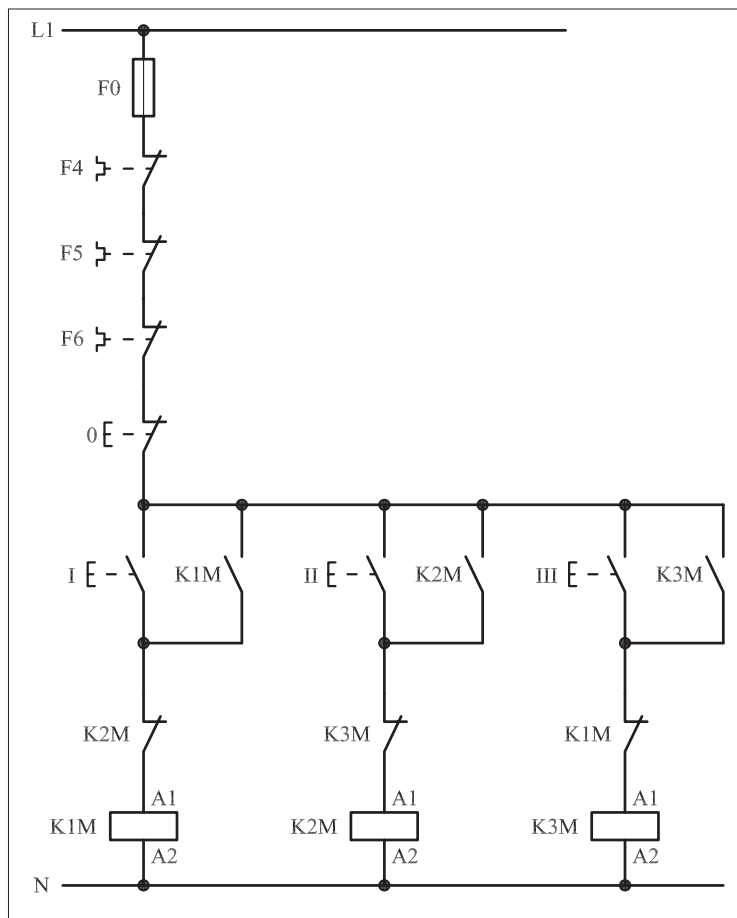 L1
F0
F4
F5
F6
0
I K1M II K2M III K3M
K2M K3M K1M
A1 A1 A1
K1M K2M K3M
A2 A2 A2
N